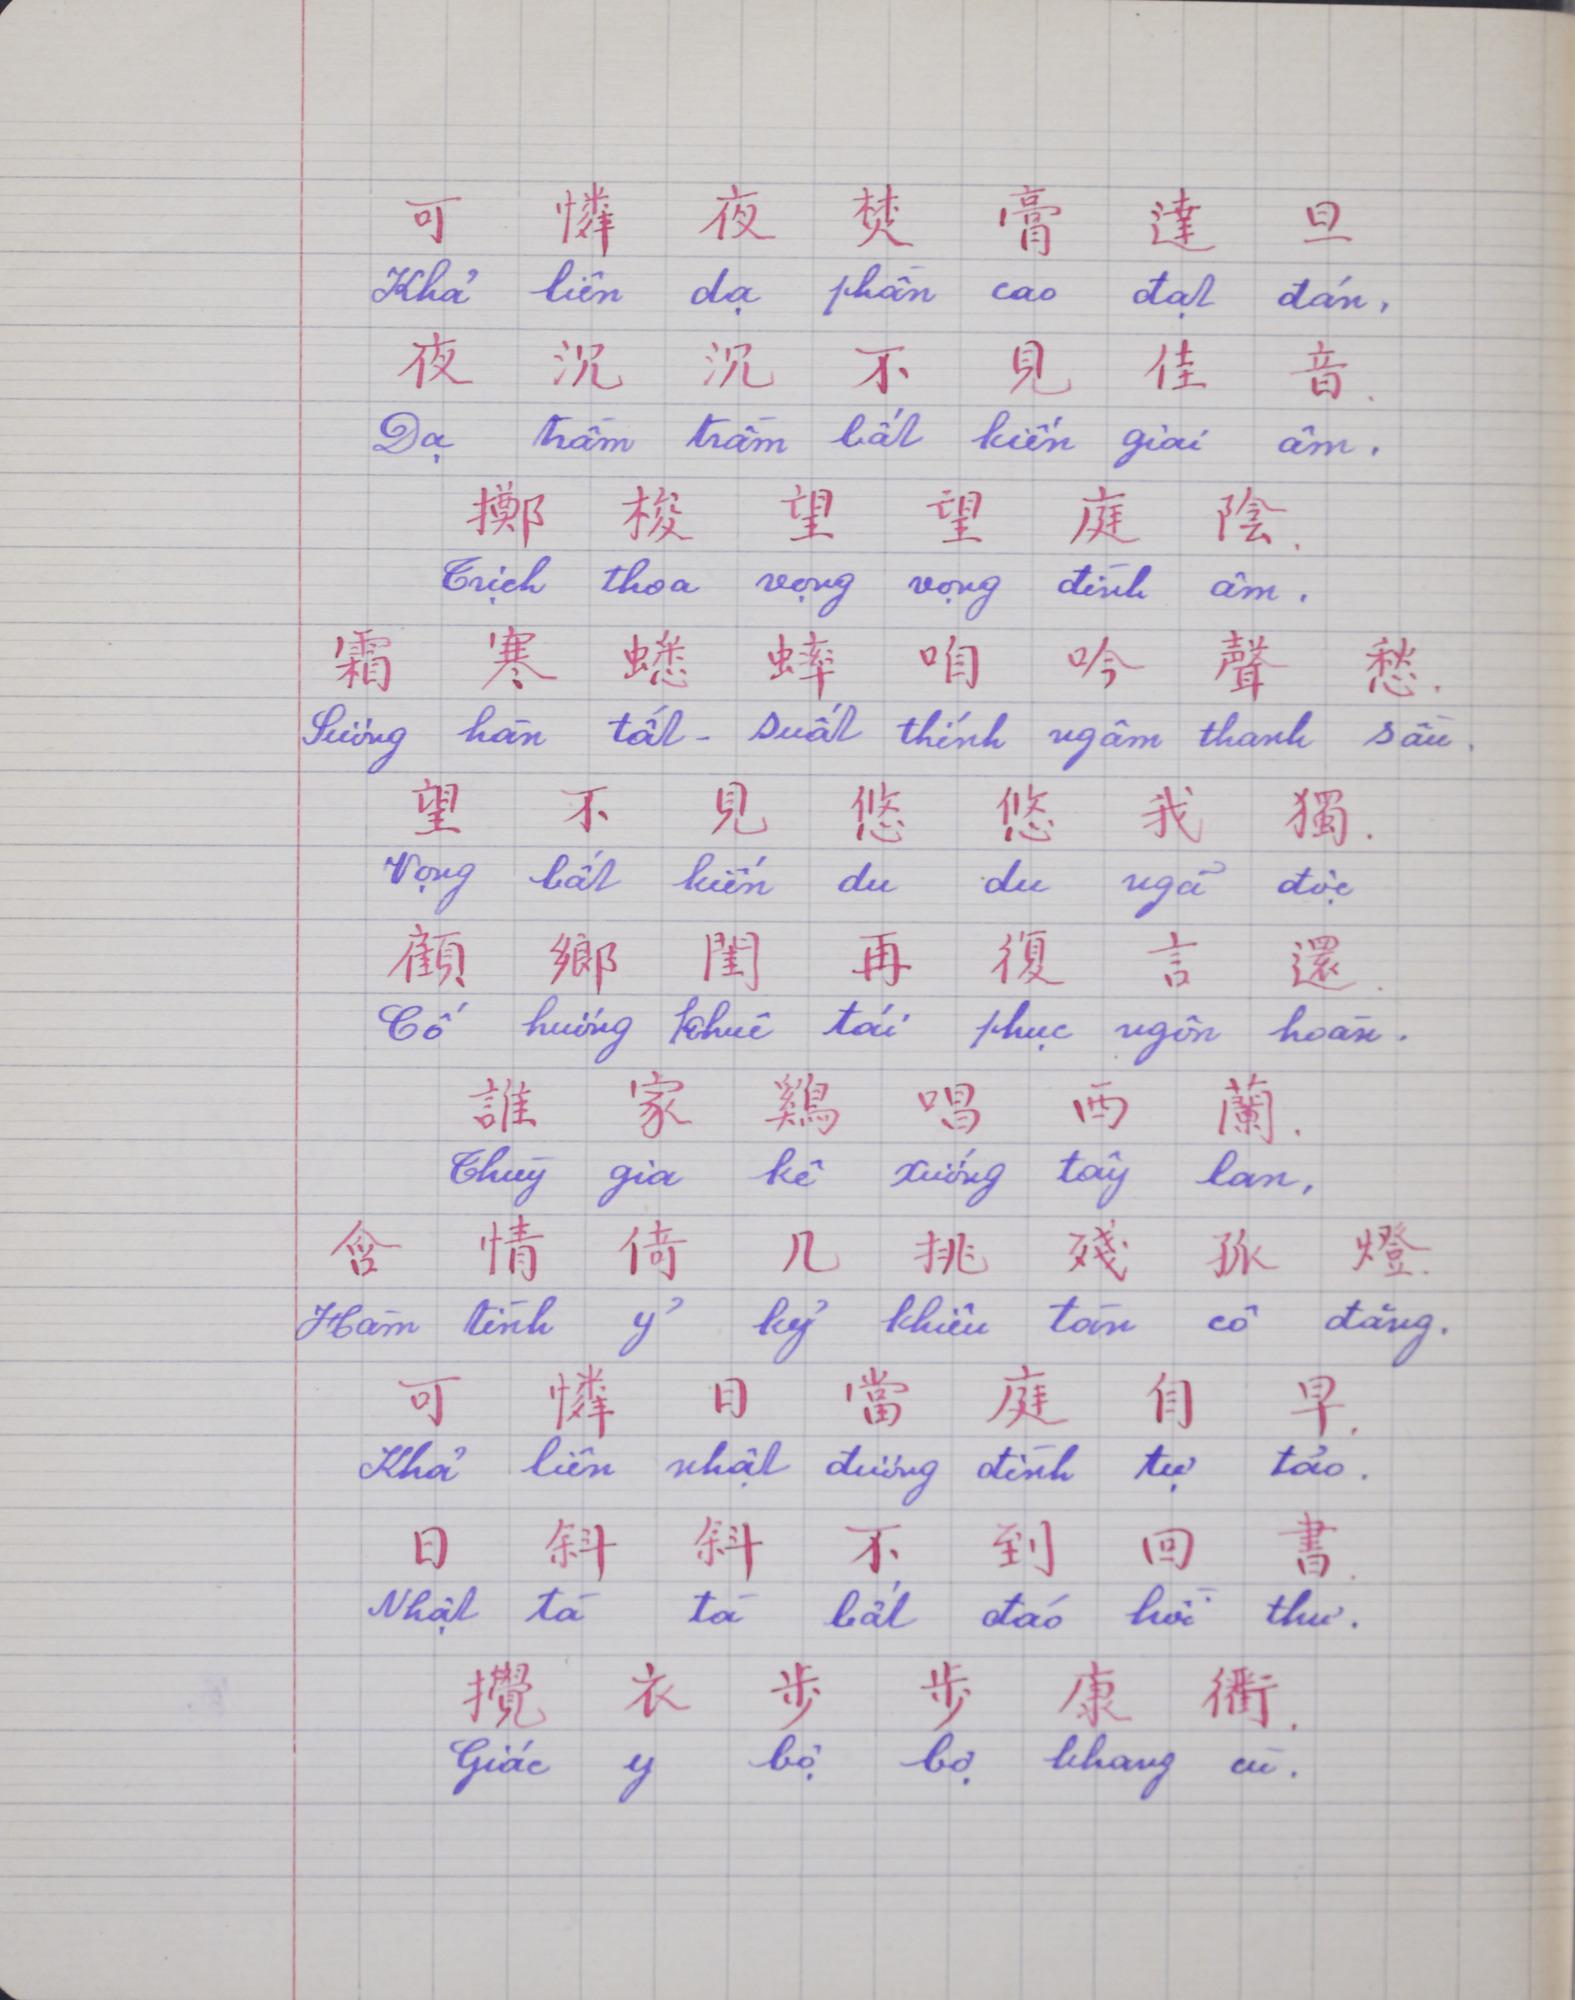 可 憐 夜 焚 膏 達 旦
Khả liên dạ phần cao đạt đán,
夜 沉 沉 不 見 佳 音.
Dạ trầm trầm bất kiến giai âm.
擲 梭 望 望 庭 陰.
Trịch thoa vọng vọng đình âm.
霜 寒 蟋 蟀 咱 吟 聲 愁.
Sương hàn tất - suất thính ngâm thanh sầu.
望 不 見 悠 悠 我 獨.
Vọng bất kiến du du ngã độc
顧 鄉 閨 再 復 言 還.
Cố hương khuê tái phục ngôn hoàn.
誰 家 鷄 唱 西 蘭.
Thuỳ gia kê xướng tây lan,
含 情 倚 几 挑 殘 孤 燈.
Hàm tình ỷ kỷ khiêu tàn cô đăng.
可 憐 日 當 庭 自 早.
Khả liên nhật đương đình tự tảo.
日 斜 斜 不 到 回 書.
Nhật tà tà bất đáo hồi thư.
攪 衣 步 步 康 衢.
Giác y bộ bộ khang cù.